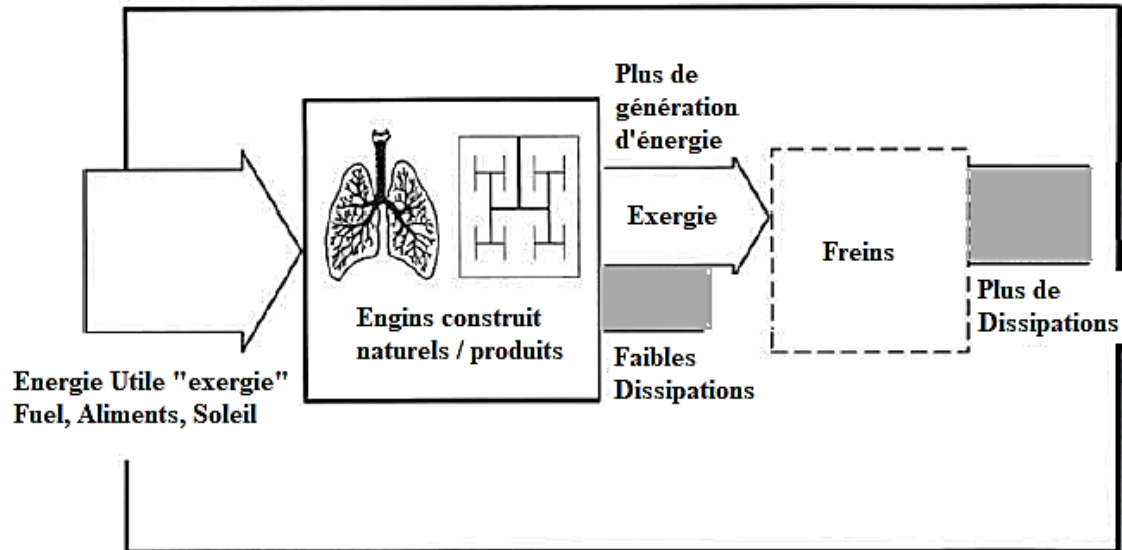 Plus de
génération
d'énergie
Exergie
Freins
Engins construit
naturels / produits
Faibles
Dissipations
Plus de
Dissipations
Energie Utile "exergie"
Fuel, Aliments, Soleil